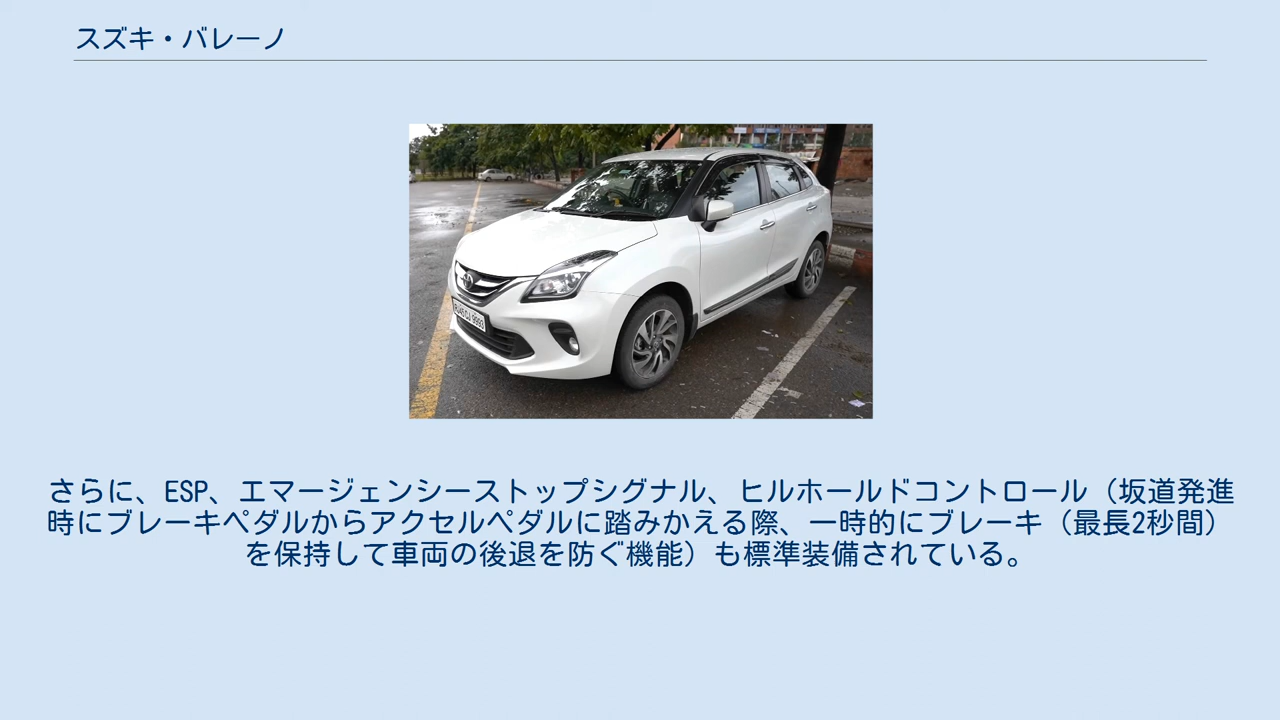 スズキ・バレーノ
さらに、ESP、エマージェンシーストップシグナル、ヒルホールドコントロール（坂道発進
時にブレーキペダルからアクセルペダルに踏みかえる際、一時的にブレーキ（最長2秒間）
を保持して車両の後退を防ぐ機能）も標準装備されている。